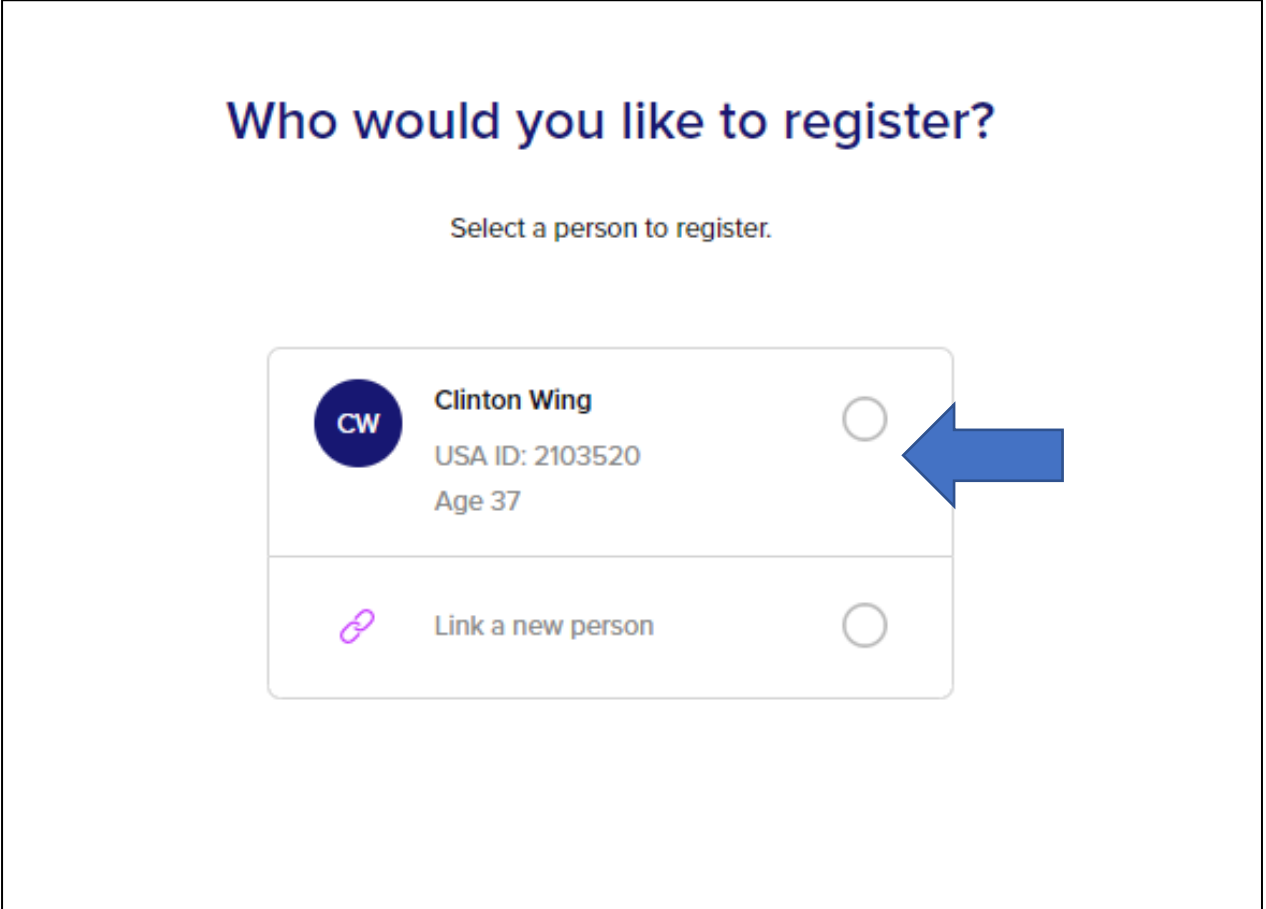 Who would you like to register?
Select a person to register.
CW
Clinton Wing
USA ID: 2103520
Age 37
Link a new person